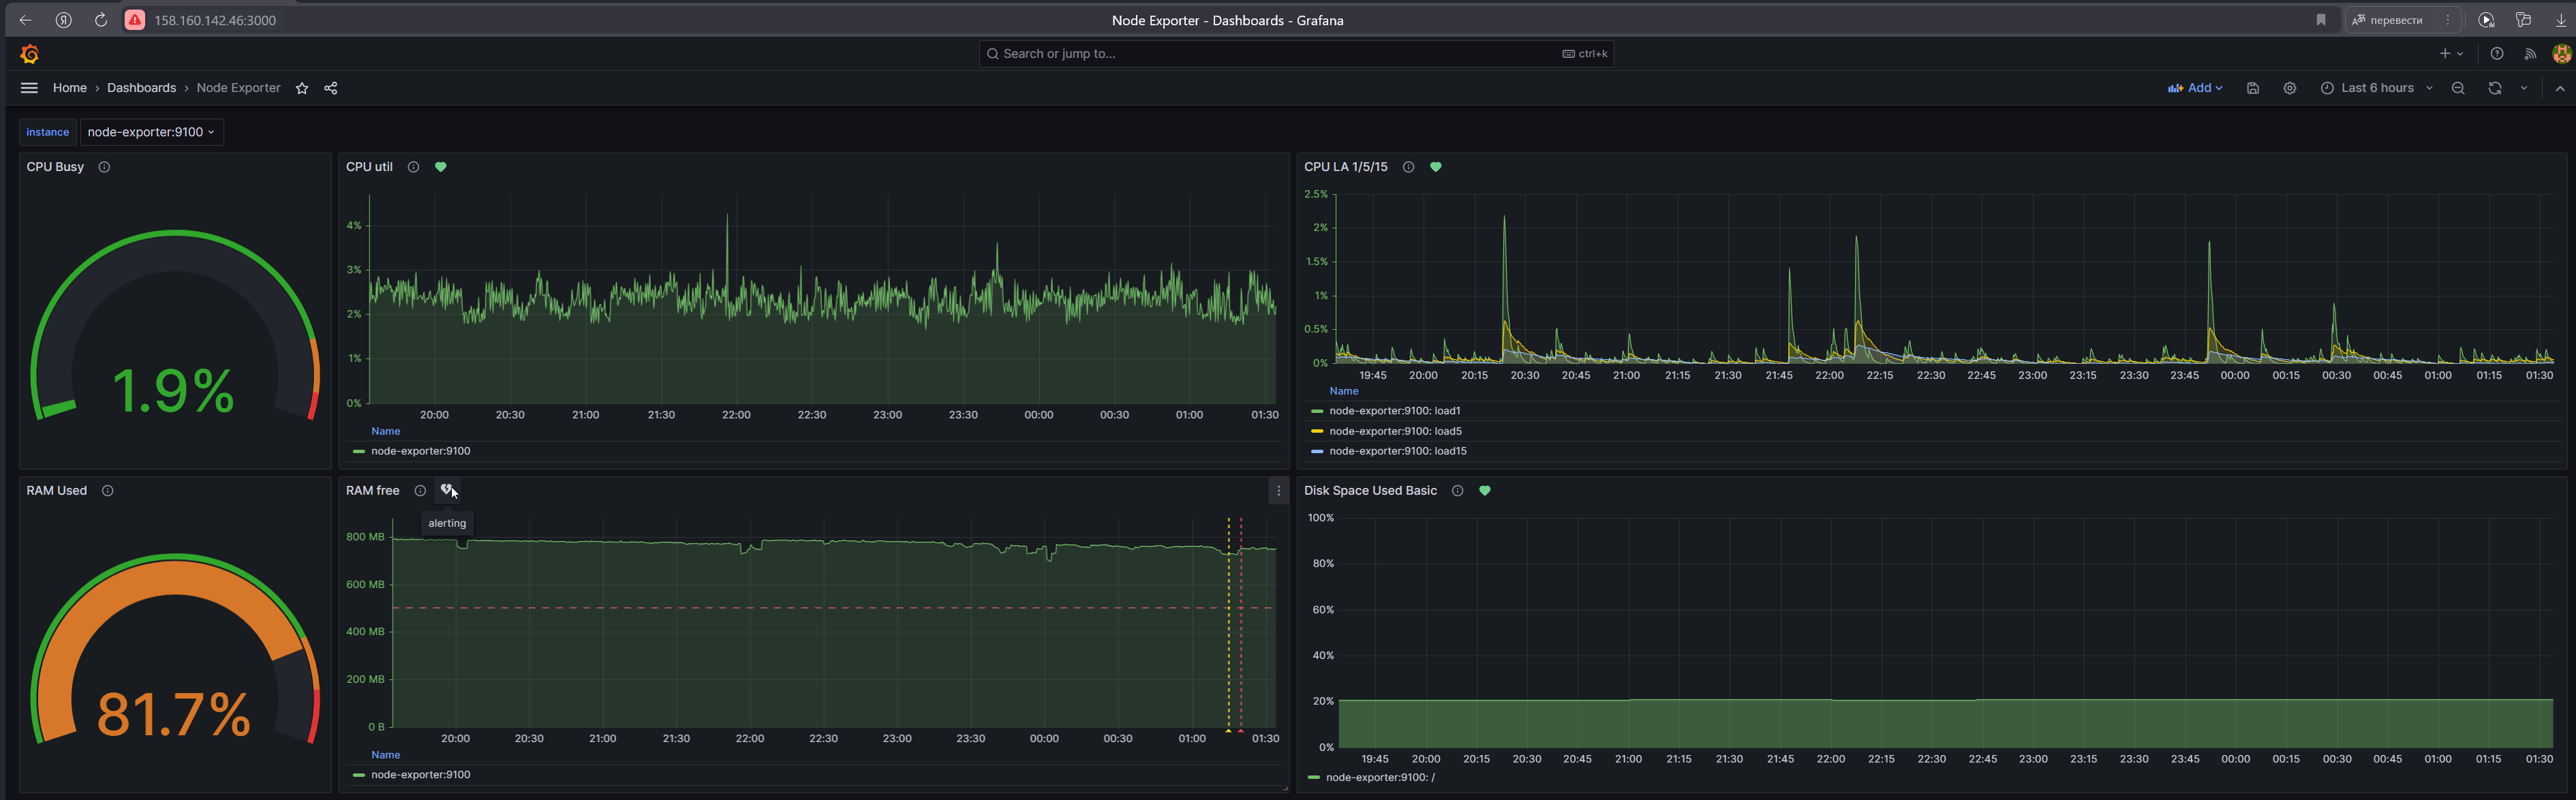 158.160.142.46:3000
Node Exporter - Dashboards - Grafana
перевести
Search or jump to...
ctrl+k
Home › Dashboards › Node Exporter
Add
Last 6 hours
instance
node-exporter:9100
CPU Busy
1.9%
CPU util
4%
3%
2%
1%
0%
20:00 20:30 21:00 21:30 22:00 22:30 23:00 23:30 00:00 00:30 01:00 01:30
Name
node-exporter:9100
CPU LA 1/5/15
2.5%
2%
1.5%
1%
0.5%
0%
19:45 20:00 20:15 20:30 20:45 21:00 21:15 21:30 21:45 22:00 22:15 22:30 22:45 23:00 23:15 23:30 23:45 00:00 00:15 00:30 00:45 01:00 01:15 01:30
Name
node-exporter:9100: load1
node-exporter:9100: load5
node-exporter:9100: load15
RAM Used
81.7%
RAM free
alerting
800 MB
600 MB
400 MB
200 MB
0 B
20:00 20:30 21:00 21:30 22:00 22:30 23:00 23:30 00:00 00:30 01:00 01:30
Name
node-exporter:9100
Disk Space Used Basic
100%
80%
60%
40%
20%
0%
19:45 20:00 20:15 20:30 20:45 21:00 21:15 21:30 21:45 22:00 22:15 22:30 22:45 23:00 23:15 23:30 23:45 00:00 00:15 00:30 00:45 01:00 01:15 01:30
node-exporter:9100: /